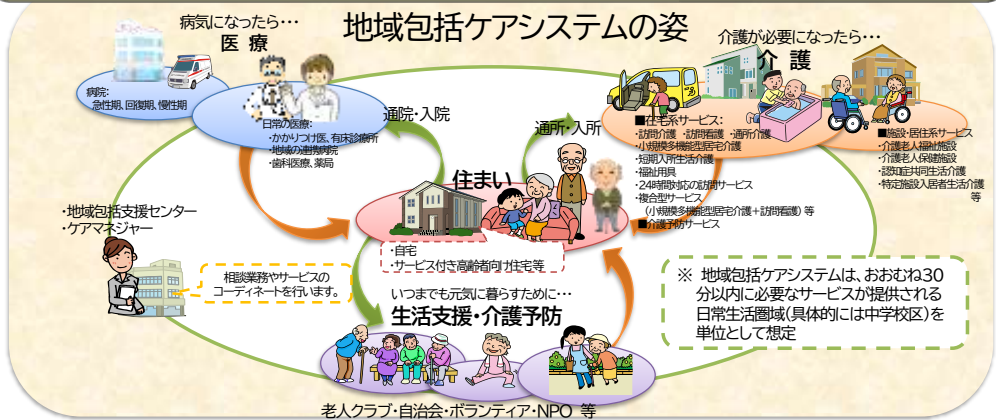 地域包括ケアシステムの姿
病気になったら･･･
医 療
病院:
急性期、回復期、慢性期
日常の医療:
・かかりつけ医、有床診療所
・地域の連携病院
・歯科医療、薬局
通院・入院
通所・入所
介護が必要になったら･･･
介 護
■在宅系サービス:
・訪問介護 ・訪問看護 ・通所介護
・小規模多機能型居宅介護
・短期入所生活介護
・福祉用具
・24時間対応の訪問サービス
・複合型サービス
(小規模多機能型居宅介護+訪問看護) 等
■介護予防サービス
■施設・居住系サービス
・介護老人福祉施設
・介護老人保健施設
・認知症共同生活介護
・特定施設入居者生活介護
等
住まい
・自宅
・サービス付き高齢者向け住宅等
・地域包括支援センター
・ケアマネジャー
相談業務やサービスの
コーディネートを行います。
いつまでも元気に暮らすために･･･
生活支援・介護予防
老人クラブ・自治会・ボランティア・NPO 等
※ 地域包括ケアシステムは、おおむね30
分以内に必要なサービスが提供される
日常生活圏域(具体的には中学校区)を
単位として想定